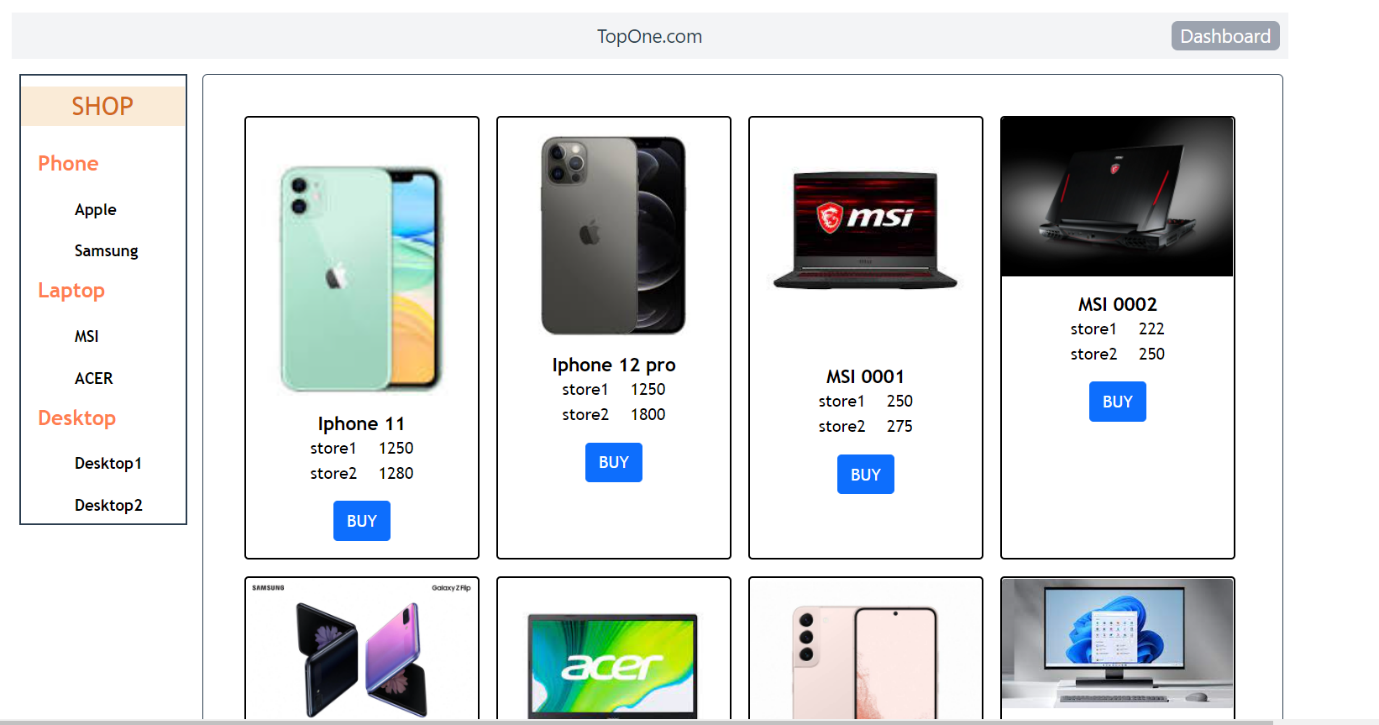 TopOne.com
Dashboard
SHOP
Phone
Apple
Samsung
Laptop
MSI
ACER
Desktop
Desktop1
Desktop2
Iphone 11
store1 1250
store2 1280
BUY
Iphone 12 pro
store1 1250
store2 1800
BUY
msi
MSI 0001
store1 250
store2 275
BUY
MSI 0002
store1 222
store2 250
BUY
SAMSUNG
Galaxy Z Flip
acer